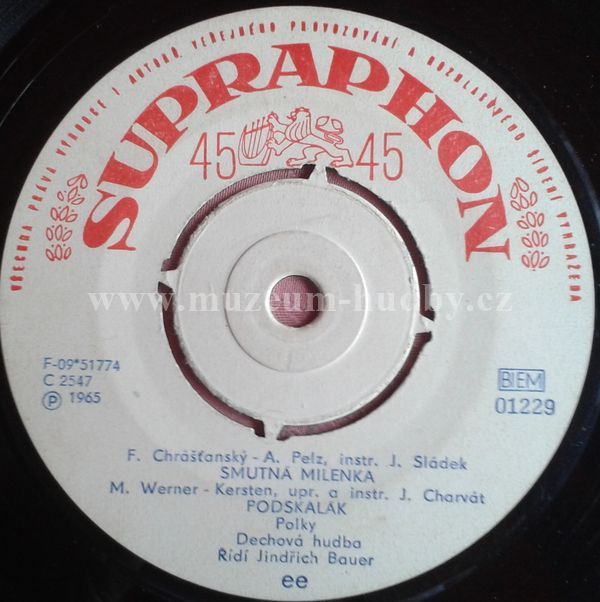 VŠECHNA PRÁVA VÝROBCE I AUTORŮ VEŘEJNÉHO PROVOZOVÁNÍ A ROZHLASOVÉHO ŠÍŘENÍ VYHRAŽENA
SUPRAPHON
45 45
www.muzeum-hudby.cz
F-09*51774
C 2547
Ⓟ 1965
BIEM
01229
F. Chrášťanský - A. Pelz, instr. J. Sládek
SMUTNÁ MILENKA
M. Werner - Kersten, upr. a instr. J. Charvát
PODSKALÁK
Polky
Dechová hudba
Řídí Jindřich Bauer
ee